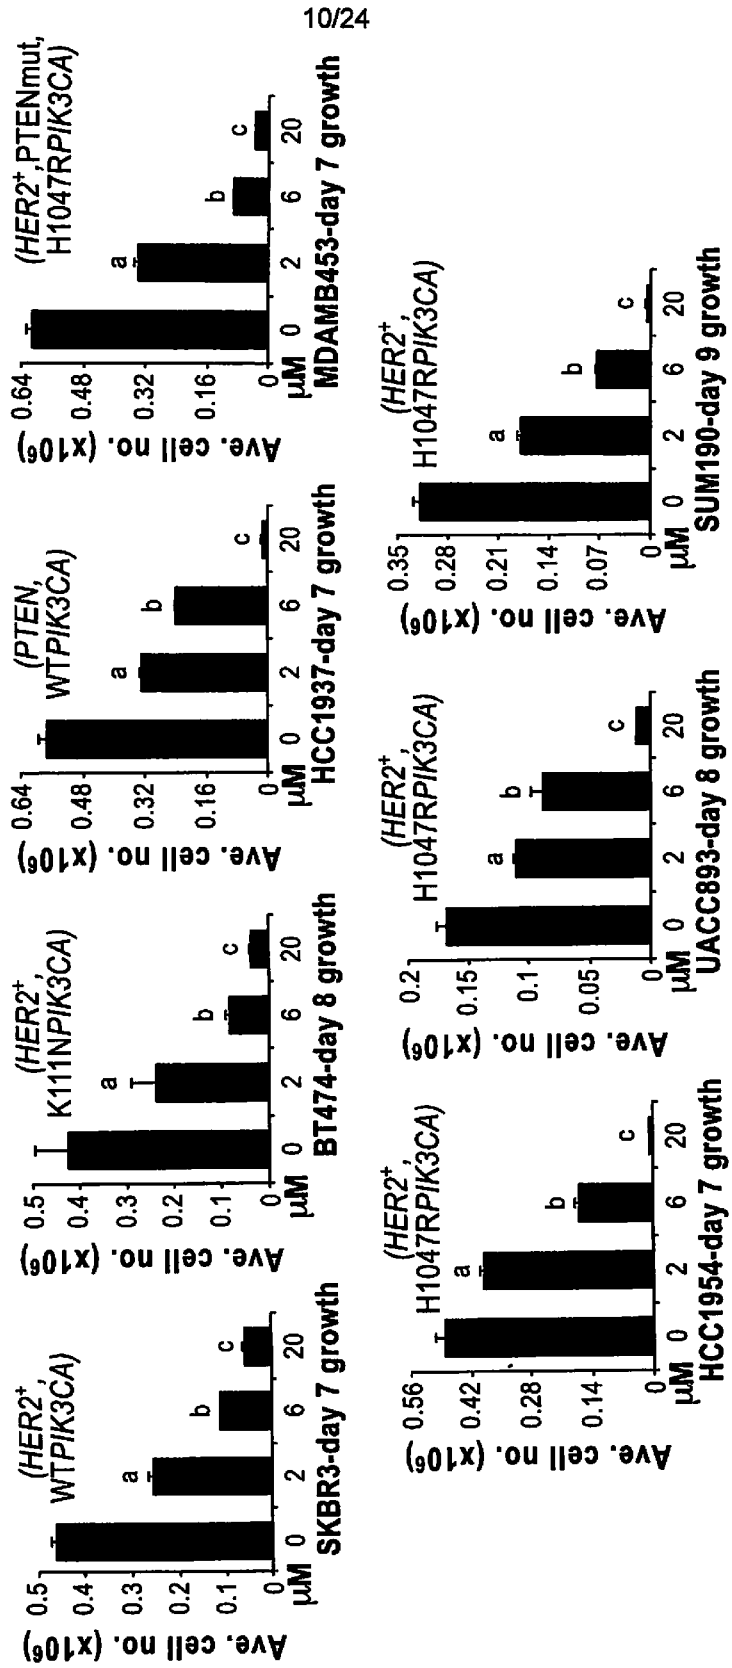 10/24
(HER2+,
WTPIK3CA)
Ave. cell no. (x10⁶)
0.5
0.4
0.3
0.2
0.1
0
a
b
c
µM
0 2 6 20
SKBR3-day 7 growth
(HER2+,
K111NPIK3CA)
Ave. cell no. (x10⁶)
0.5
0.4
0.3
0.2
0.1
0
a
b
c
µM
0 2 6 20
BT474-day 8 growth
(PTEN,
WTPIK3CA)
Ave. cell no. (x10⁶)
0.64
0.48
0.32
0.16
0
a
b
c
µM
0 2 6 20
HCC1937-day 7 growth
(HER2+,PTENmut,
H1047RPIK3CA)
Ave. cell no. (x10⁶)
0.64
0.48
0.32
0.16
0
a
b
c
µM
0 2 6 20
MDAMB453-day 7 growth
(HER2+,
H1047RPIK3CA)
Ave. cell no. (x10⁶)
0.56
0.42
0.28
0.14
0
a
b
c
µM
0 2 6 20
HCC1954-day 7 growth
(HER2+,
H1047RPIK3CA)
Ave. cell no. (x10⁶)
0.2
0.15
0.1
0.05
0
a
b
c
µM
0 2 6 20
UACC893-day 8 growth
(HER2+,
H1047RPIK3CA)
Ave. cell no. (x10⁶)
0.35
0.28
0.21
0.14
0.07
0
a
b
c
µM
0 2 6 20
SUM190-day 9 growth